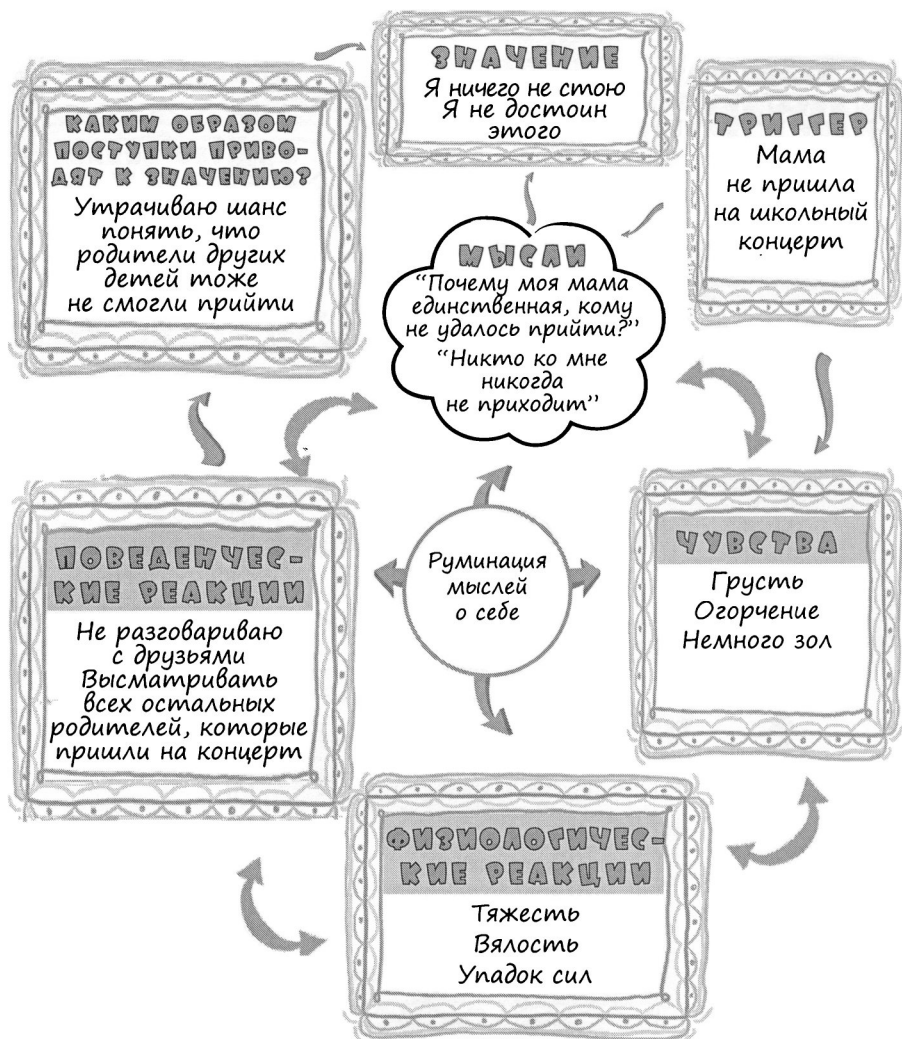 ЗНАЧЕНИЕ
Я ничего не стою
Я не достоин
этого
КАКИМ ОБРАЗОМ
ПОСТУПКИ ПРИВО-
ДЯТ К ЗНАЧЕНИЮ?
Утрачиваю шанс
понять, что
родители других
детей тоже
не смогли прийти
ТРИГГЕР
Мама
не пришла
на школьный
концерт
МЫСЛИ
“Почему моя мама
единственная, кому
не удалось прийти?”
“Никто ко мне
никогда
не приходит”
ПОВЕДЕНЧЕС-
КИЕ РЕАКЦИИ
Не разговариваю
с друзьями
Высматривать
всех остальных
родителей, которые
пришли на концерт
Руминация
мыслей
о себе
ЧУВСТВА
Грусть
Огорчение
Немного зол
ФИЗИОЛОГИЧЕС-
КИЕ РЕАКЦИИ
Тяжесть
Вялость
Упадок сил